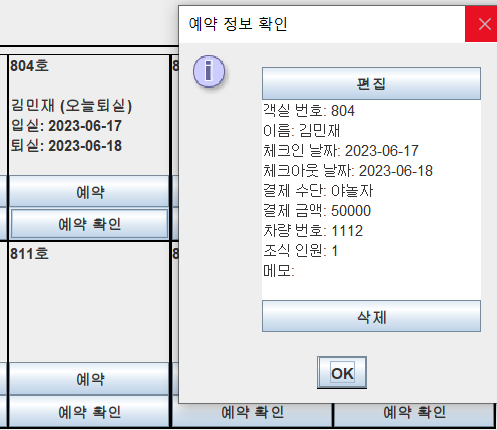 804호
김민재 (오늘퇴실)
입실: 2023-06-17
퇴실: 2023-06-18
예약
예약 확인
811호
예약
예약 확인
예약 확인
예약 확인
예약 정보 확인
편집
객실 번호: 804
이름: 김민재
체크인 날짜: 2023-06-17
체크아웃 날짜: 2023-06-18
결제 수단: 야놀자
결제 금액: 50000
차량 번호: 1112
조식 인원: 1
메모:
삭제
OK